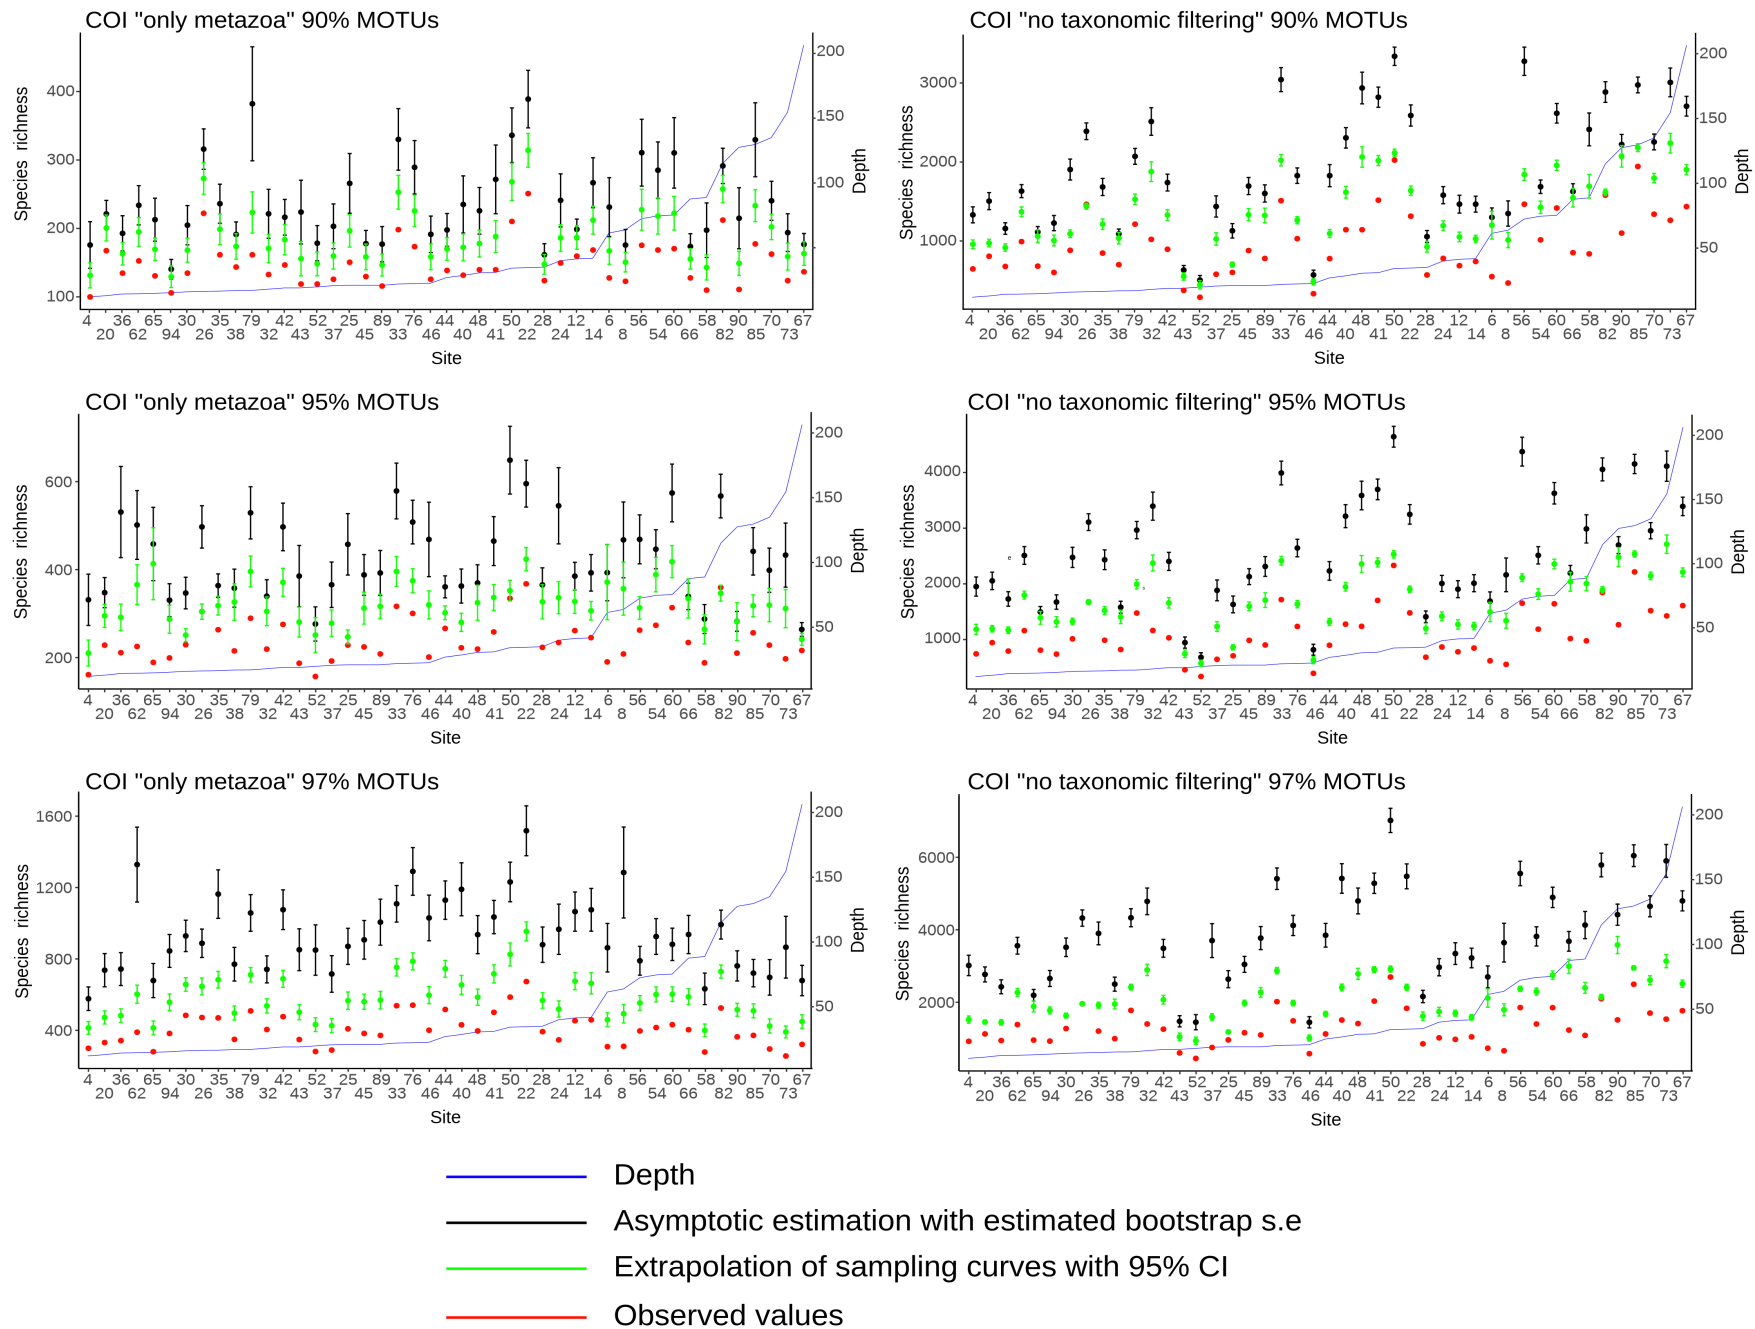 COI "only metazoa" 90% MOTUs
Species richness
400
300
200
100
200
150
100
Depth
4 36 65 30 35 79 42 52 25 89 76 44 48 50 28 12 6 56 60 58 90 70 67
20 62 94 26 38 32 43 37 45 33 46 40 41 22 24 14 8 54 66 82 85 73
Site
COI "no taxonomic filtering" 90% MOTUs
Species richness
3000
2000
1000
200
150
100
50
Depth
4 36 65 30 35 79 42 52 25 89 76 44 48 50 28 12 6 56 60 58 90 70 67
20 62 94 26 38 32 43 37 45 33 46 40 41 22 24 14 8 54 66 82 85 73
Site
COI "only metazoa" 95% MOTUs
Species richness
600
400
200
200
150
100
50
Depth
4 36 65 30 35 79 42 52 25 89 76 44 48 50 28 12 6 56 60 58 90 70 67
20 62 94 26 38 32 43 37 45 33 46 40 41 22 24 14 8 54 66 82 85 73
Site
COI "no taxonomic filtering" 95% MOTUs
Species richness
4000
3000
2000
1000
200
150
100
50
Depth
4 36 65 30 35 79 42 52 25 89 76 44 48 50 28 12 6 56 60 58 90 70 67
20 62 94 26 38 32 43 37 45 33 46 40 41 22 24 14 8 54 66 82 85 73
Site
COI "only metazoa" 97% MOTUs
Species richness
1600
1200
800
400
200
150
100
50
Depth
4 36 65 30 35 79 42 52 25 89 76 44 48 50 28 12 6 56 60 58 90 70 67
20 62 94 26 38 32 43 37 45 33 46 40 41 22 24 14 8 54 66 82 85 73
Site
COI "no taxonomic filtering" 97% MOTUs
Species richness
6000
4000
2000
200
150
100
50
Depth
4 36 65 30 35 79 42 52 25 89 76 44 48 50 28 12 6 56 60 58 90 70 67
20 62 94 26 38 32 43 37 45 33 46 40 41 22 24 14 8 54 66 82 85 73
Site
Depth
Asymptotic estimation with estimated bootstrap s.e
Extrapolation of sampling curves with 95% CI
Observed values